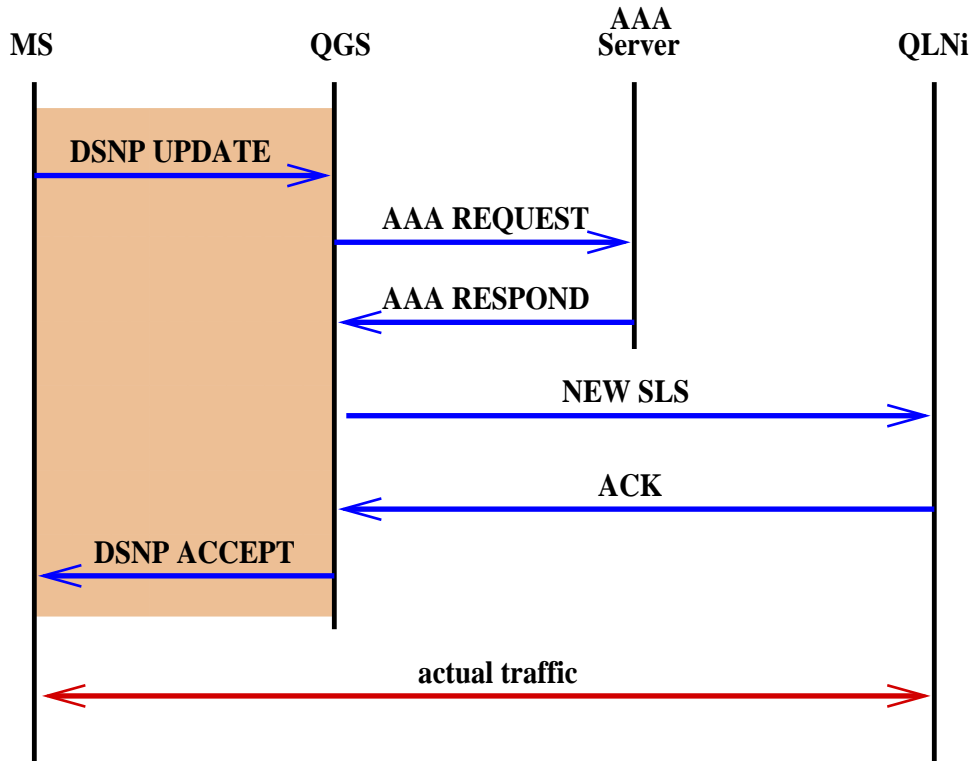 MS
QGS
AAA
Server
QLNi
DSNP UPDATE
AAA REQUEST
AAA RESPOND
NEW SLS
ACK
DSNP ACCEPT
actual traffic